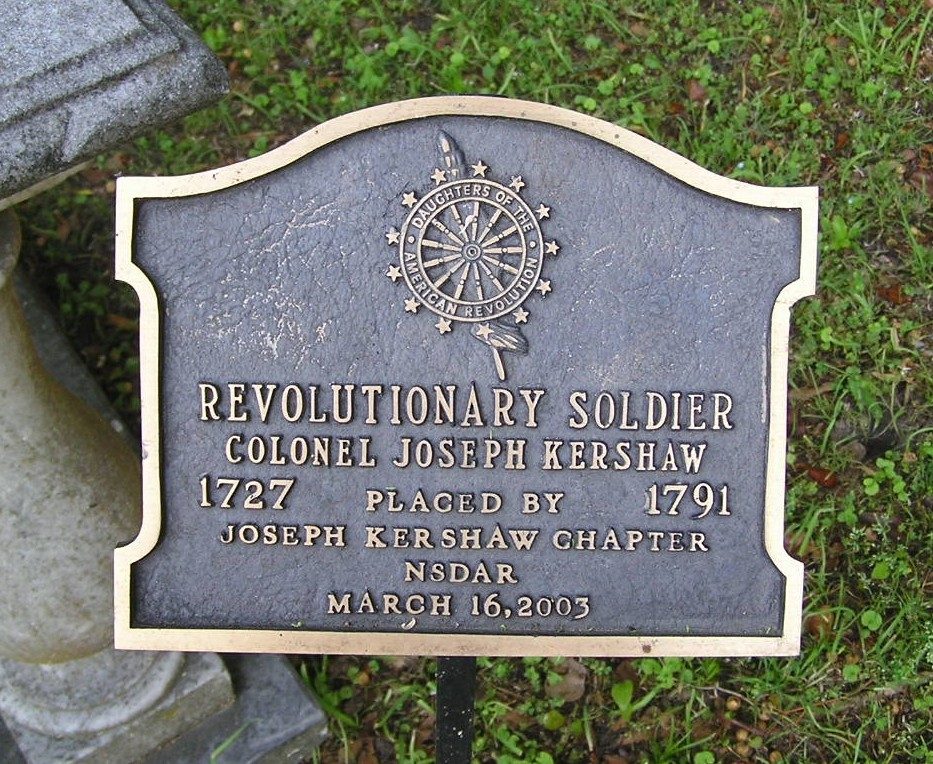 DAUGHTERS OF THE
AMERICAN REVOLUTION
REVOLUTIONARY SOLDIER
COLONEL JOSEPH KERSHAW
1727 PLACED BY 1791
JOSEPH KERSHAW CHAPTER
NSDAR
MARCH 16, 2003